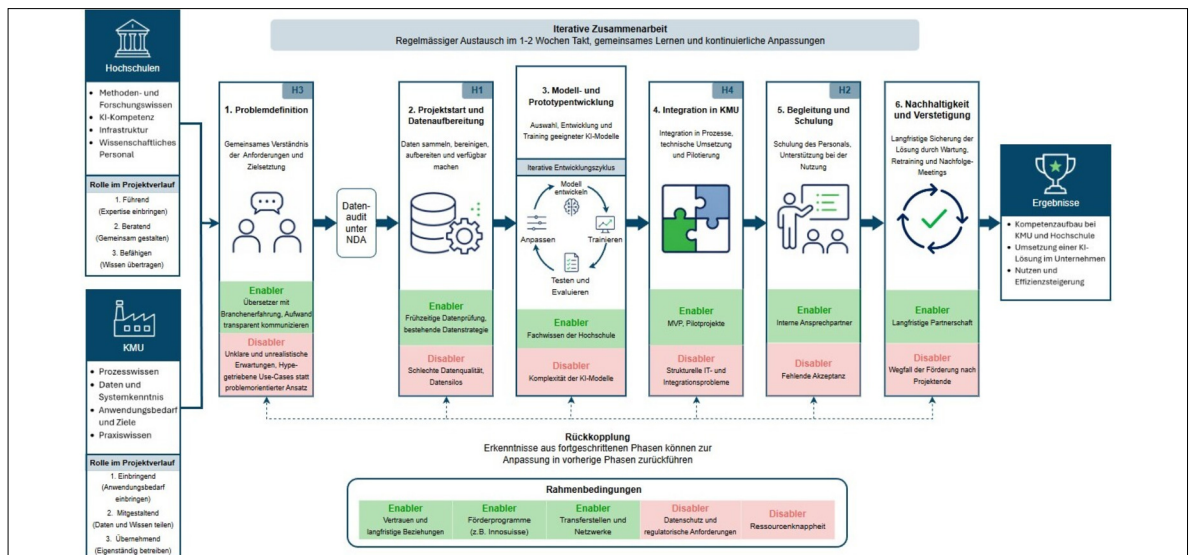 Iterative Zusammenarbeit
Regelmässiger Austausch im 1-2 Wochen Takt, gemeinsames Lernen und kontinuierliche Anpassungen
Hochschulen
• Methoden- und
Forschungswissen
• KI-Kompetenz
• Infrastruktur
• Wissenschaftliches
Personal
Rolle im Projektverlauf
1. Führend
(Expertise einbringen)
2. Beratend
(Gemeinsam gestalten)
3. Befähigen
(Wissen übertragen)
KMU
• Prozesswissen
• Daten und
Systemkenntnis
• Anwendungsbedarf
und Ziele
• Praxiswissen
Rolle im Projektverlauf
1. Einbringend
(Anwendungsbedarf
einbringen)
2. Mitgestaltend
(Daten und Wissen teilen)
3. Übernehmend
(Eigenständig betreiben)
H3
1. Problemdefinition
Gemeinsames Verständnis
der Anforderungen und
Zielsetzung
Enabler
Übersetzer mit
Branchenerfahrung, Aufwand
transparent kommunizieren
Disabler
Unklare und unrealistische
Erwartungen, Hype-
getriebene Use-Cases statt
problemorientierter Ansatz
Daten-
audit
unter
NDA
H1
2. Projektstart und
Datenaufbereitung
Daten sammeln, bereinigen,
aufbereiten und verfügbar
machen
Enabler
Frühzeitige Datenprüfung,
bestehende Datenstrategie
Disabler
Schlechte Datenqualität,
Datensilos
3. Modell- und
Prototypentwicklung
Auswahl, Entwicklung und
Training geeigneter KI-Modelle
Iterative Entwicklungszyklus
Modell
entwickeln
Anpassen
Trainieren
Testen und
Evaluieren
Enabler
Fachwissen der Hochschule
Disabler
Komplexität der KI-Modelle
H4
4. Integration in KMU
Integration in Prozesse,
technische Umsetzung
und Pilotierung
Enabler
MVP, Pilotprojekte
Disabler
Strukturelle IT- und
Integrationsprobleme
H2
5. Begleitung und
Schulung
Schulung des Personals,
Unterstützung bei der
Nutzung
Enabler
Interne Ansprechpartner
Disabler
Fehlende Akzeptanz
6. Nachhaltigkeit
und Verstetigung
Langfristige Sicherung der
Lösung durch Wartung,
Retraining und Nachfolge-
Meetings
Enabler
Langfristige Partnerschaft
Disabler
Wegfall der Förderung nach
Projektende
Ergebnisse
• Kompetenzaufbau bei
KMU und Hochschule
• Umsetzung einer KI-
Lösung im Unternehmen
• Nutzen und
Effizienzsteigerung
Rückkopplung
Erkenntnisse aus fortgeschrittenen Phasen können zur
Anpassung in vorherige Phasen zurückführen
Rahmenbedingungen
Enabler
Vertrauen und
langfristige Beziehungen
Enabler
Förderprogramme
(z.B. Innosuisse)
Enabler
Transferstellen und
Netzwerke
Disabler
Datenschutz und
regulatorische Anforderungen
Disabler
Ressourcenknappheit